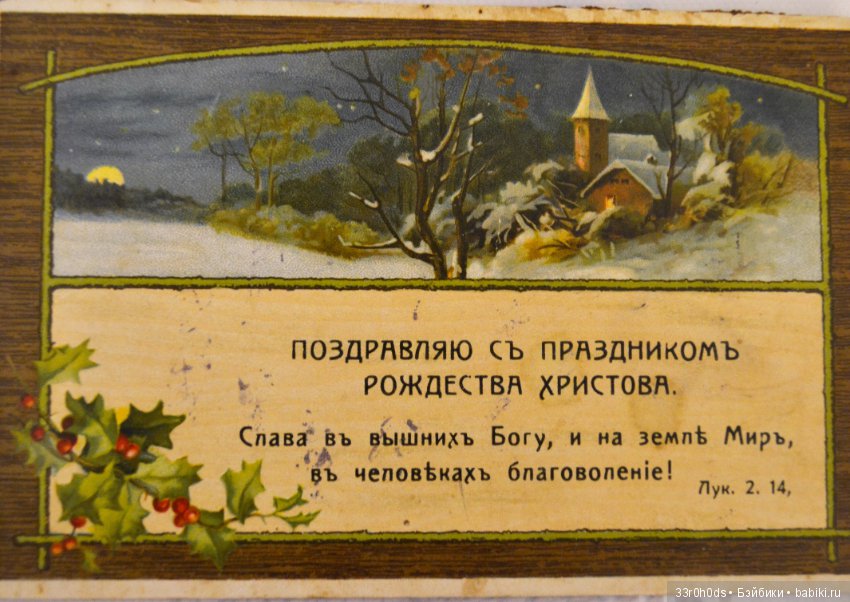 ПОЗДРАВЛЯЮ СЪ ПРАЗДНИКОМЪ
РОЖДЕСТВА ХРИСТОВА.
Слава въ вышнихъ Богу, и на землѣ Миръ,
въ человѣкахъ благоволеніе!
Лук. 2. 14,
33r0h0ds • Бэйбики • babiki.ru